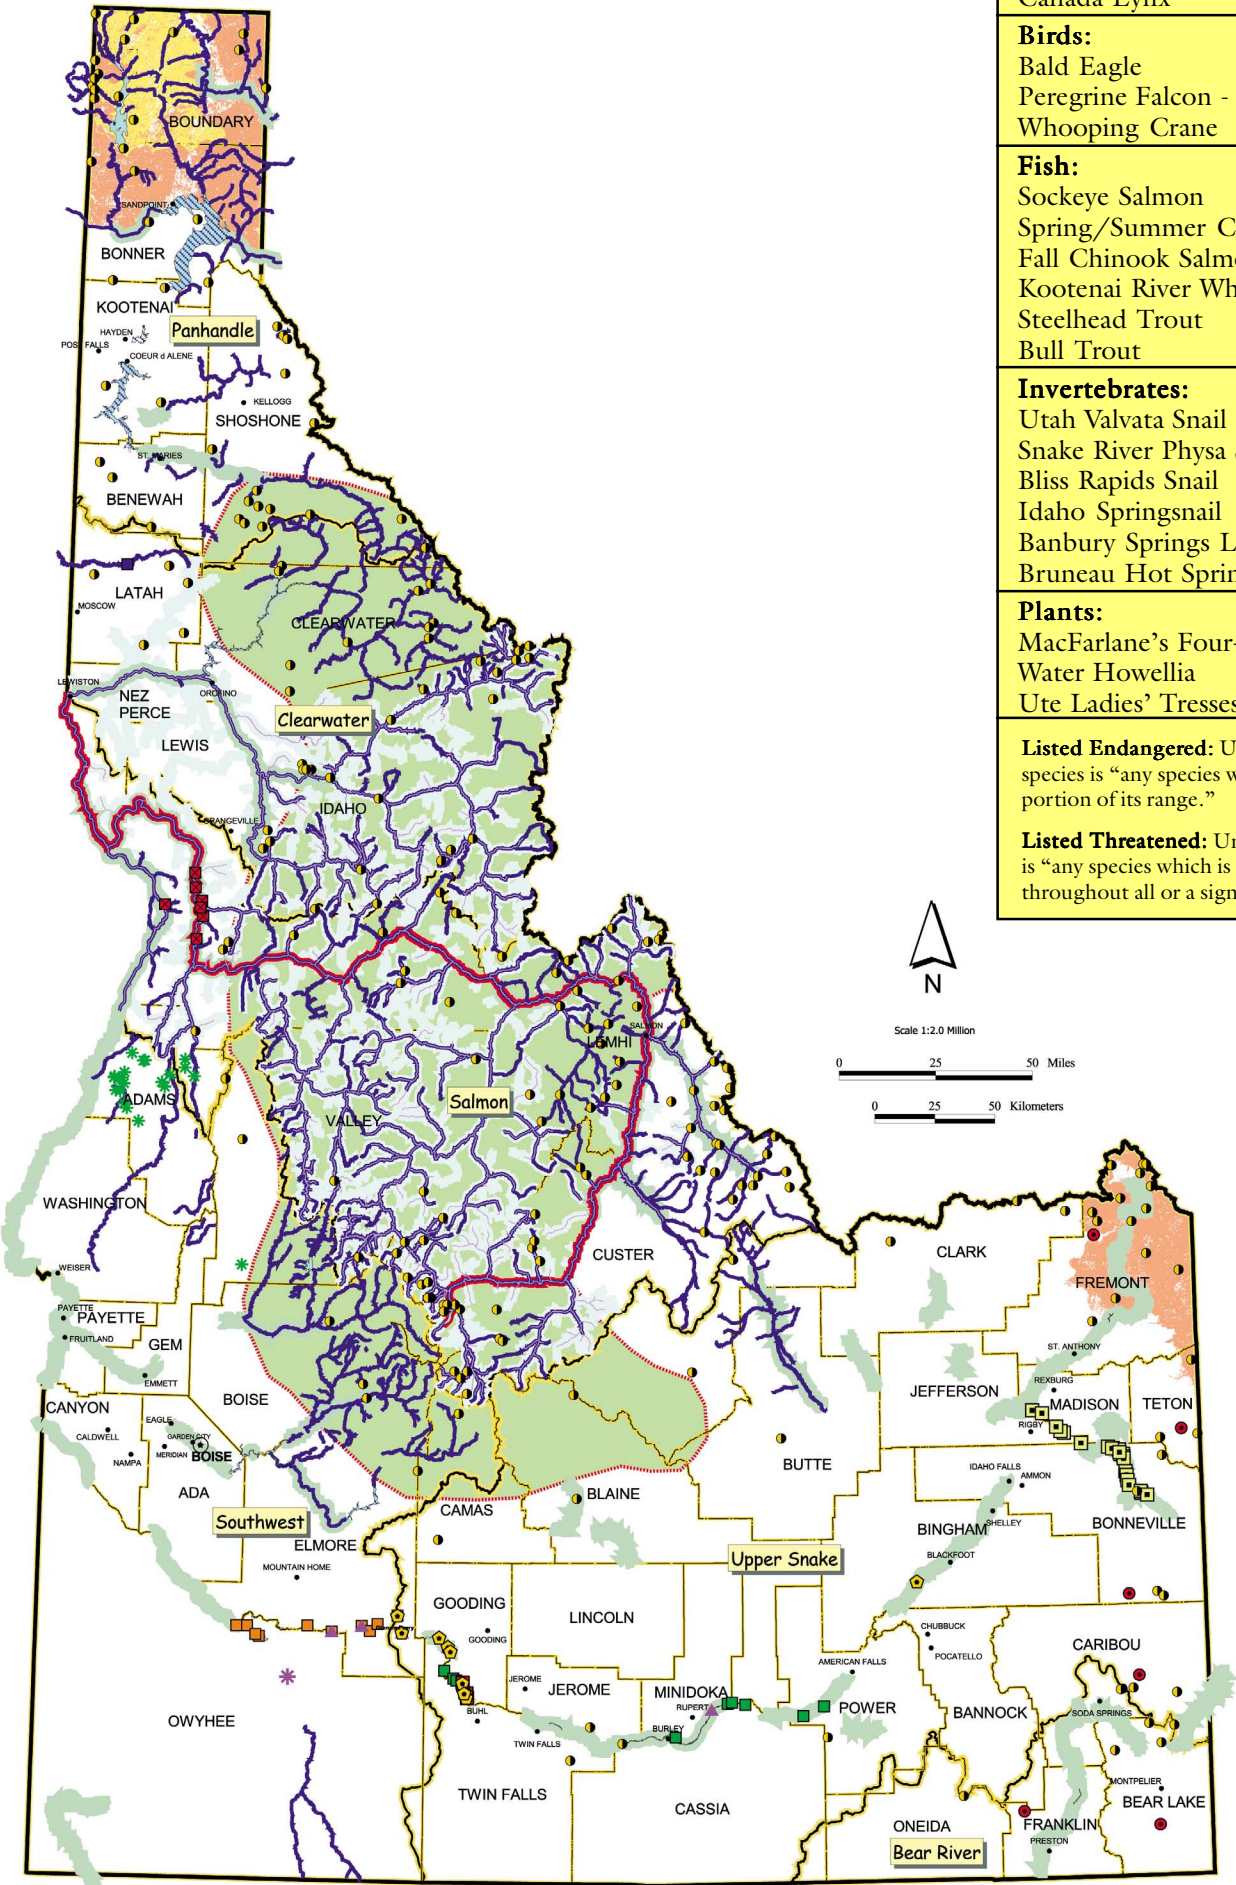 Canada Lynx
Birds:
Bald Eagle
Peregrine Falcon -
Whooping Crane
Fish:
Sockeye Salmon
Spring/Summer C
Fall Chinook Salm
Kootenai River Wh
Steelhead Trout
Bull Trout
Invertebrates:
Utah Valvata Snail
Snake River Physa
Bliss Rapids Snail
Idaho Springsnail
Banbury Springs L
Bruneau Hot Sprin
Plants:
MacFarlane's Four-
Water Howellia
Ute Ladies' Tresses
Listed Endangered: U
species is “any species w
portion of its range.”
Listed Threatened: Un
is “any species which is
throughout all or a sign
N
Scale 1:2.0 Million
0 25 50 Miles
0 25 50 Kilometers
BOUNDARY
SANDPOINT
BONNER
KOOTENAI
Panhandle
HAYDEN
POST FALLS
COEUR d ALENE
KELLOGG
SHOSHONE
ST. MARIES
BENEWAH
LATAH
MOSCOW
CLEARWATER
LEWISTON
NEZ
PERCE
OROFINO
Clearwater
LEWIS
IDAHO
GRANGEVILLE
SALMON
LEMHI
ADAMS
Salmon
VALLEY
WASHINGTON
CUSTER
CLARK
WEISER
FREMONT
PAYETTE
PAYETTE
FRUITLAND
GEM
ST. ANTHONY
EMMETT
REXBURG
BOISE
JEFFERSON
MADISON
TETON
CANYON
EAGLE
RIGBY
CALDWELL
GARDEN CITY
MERIDIAN
BOISE
NAMPA
BUTTE
IDAHO FALLS
AMMON
ADA
BLAINE
CAMAS
Southwest
SHELLEY
BINGHAM
BONNEVILLE
ELMORE
Upper Snake
BLACKFOOT
MOUNTAIN HOME
GOODING
LINCOLN
GOODING
CHUBBUCK
POCATELLO
CARIBOU
AMERICAN FALLS
JEROME
JEROME
MINIDOKA
RUPERT
POWER
BANNOCK
SODA SPRINGS
OWYHEE
BUHL
BURLEY
TWIN FALLS
MONTPELIER
TWIN FALLS
CASSIA
BEAR LAKE
ONEIDA
FRANKLIN
PRESTON
Bear River